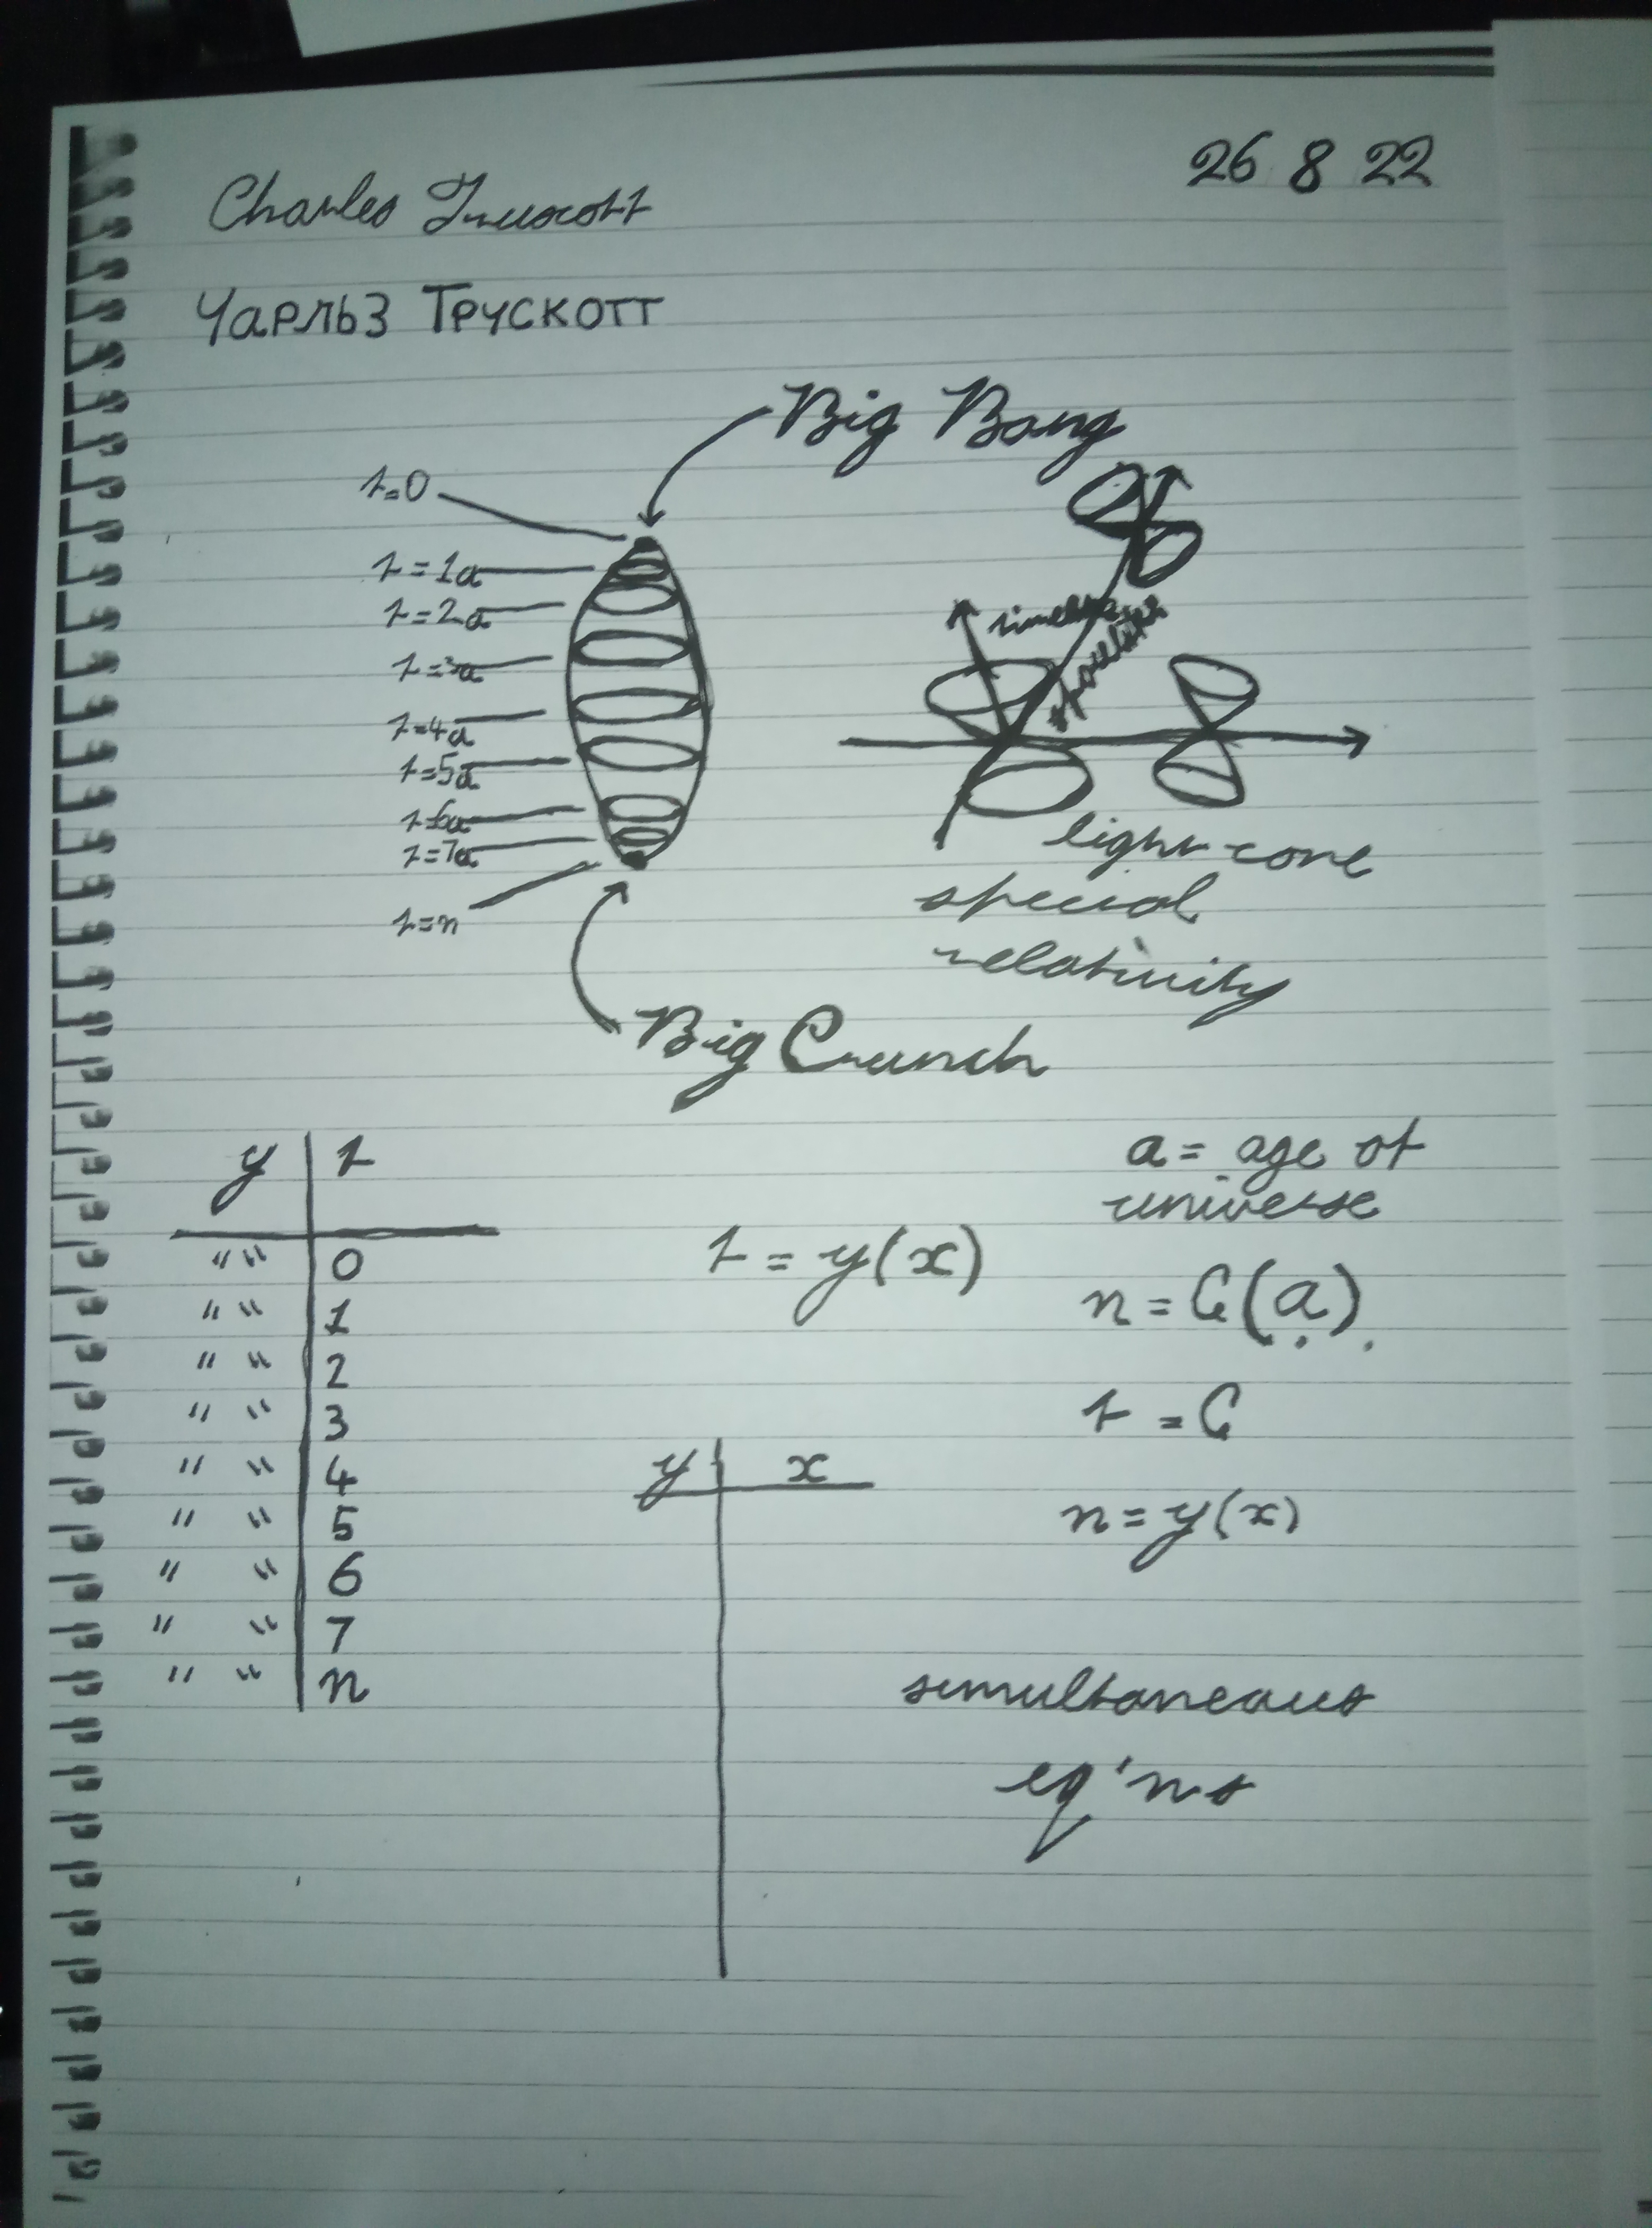 26 8 22
Charles Truscott
Чарльз Трускотт
Big Bang
t=0
t=1a
t=2a
t=3a
t=4a
t=5a
t=6a
t=7a
t=n
timelike
spacelike
light cone
special
relativity
Big Crunch
y t
"" 0
" " 1
" " 2
" " 3
" " 4
" " 5
" " 6
" " 7
" " n
t = y(x)
y x
a = age of
universe
n = C(a)
t = C
n = y(x)
simultaneous
eq'ns